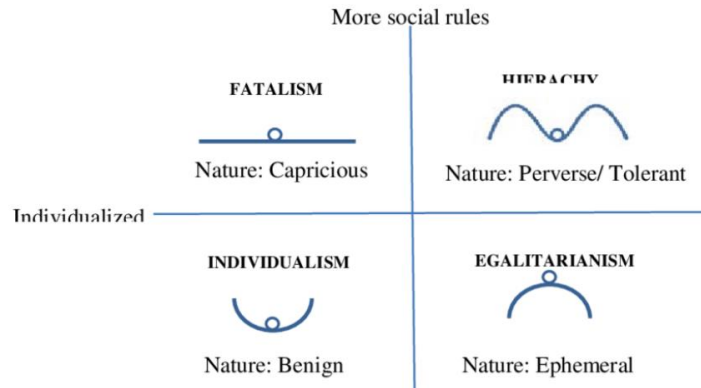 More social rules
FATALISM
HIERACHY
Nature: Capricious
Nature: Perverse/ Tolerant
Individualized
INDIVIDUALISM
EGALITARIANISM
Nature: Benign
Nature: Ephemeral